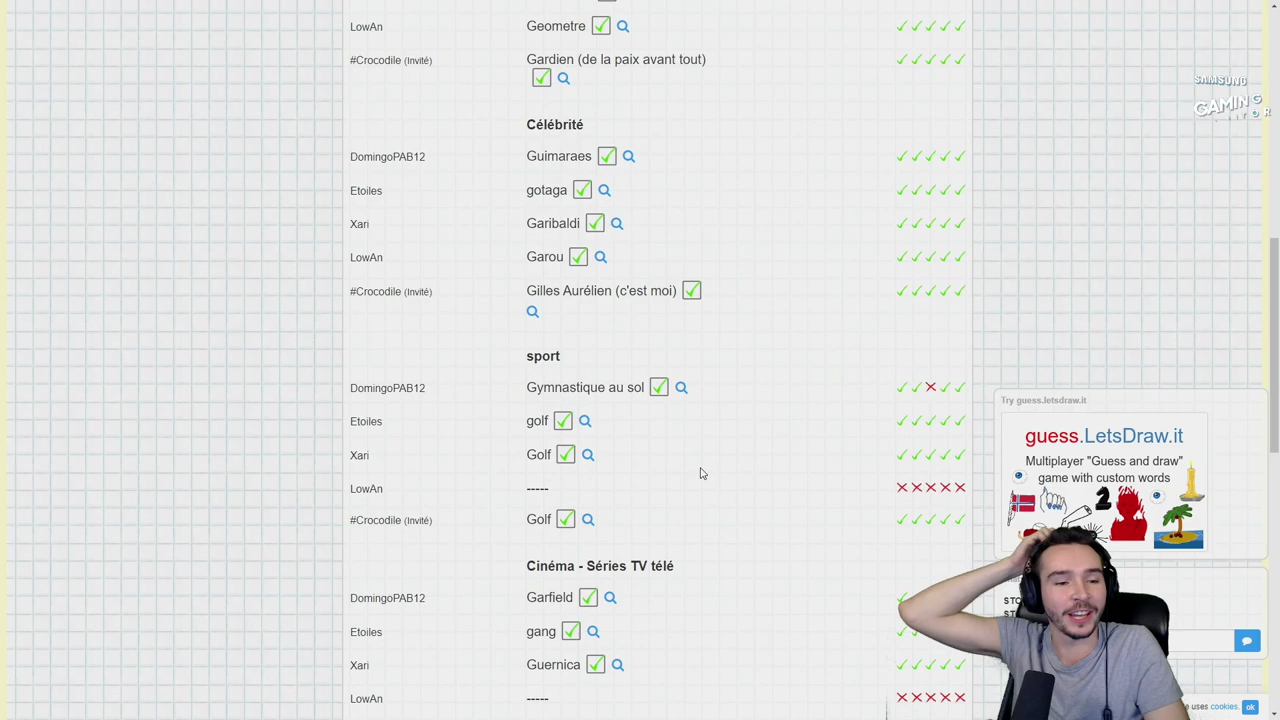 LowAn
Geometre
#Crocodile (Invité)
Gardien (de la paix avant tout)
Célébrité
DomingoPAB12
Guimaraes
Etoiles
gotaga
Xari
Garibaldi
LowAn
Garou
#Crocodile (Invité)
Gilles Aurélien (c'est moi)
sport
DomingoPAB12
Gymnastique au sol
Etoiles
golf
Xari
Golf
LowAn
-----
#Crocodile (Invité)
Golf
Cinéma - Séries TV télé
DomingoPAB12
Garfield
Etoiles
gang
Xari
Guernica
LowAn
-----
SAMSUNG
GAMING
Try guess.letsdraw.it
guess.LetsDraw.it
Multiplayer "Guess and draw"
game with custom words
uses cookies. ok